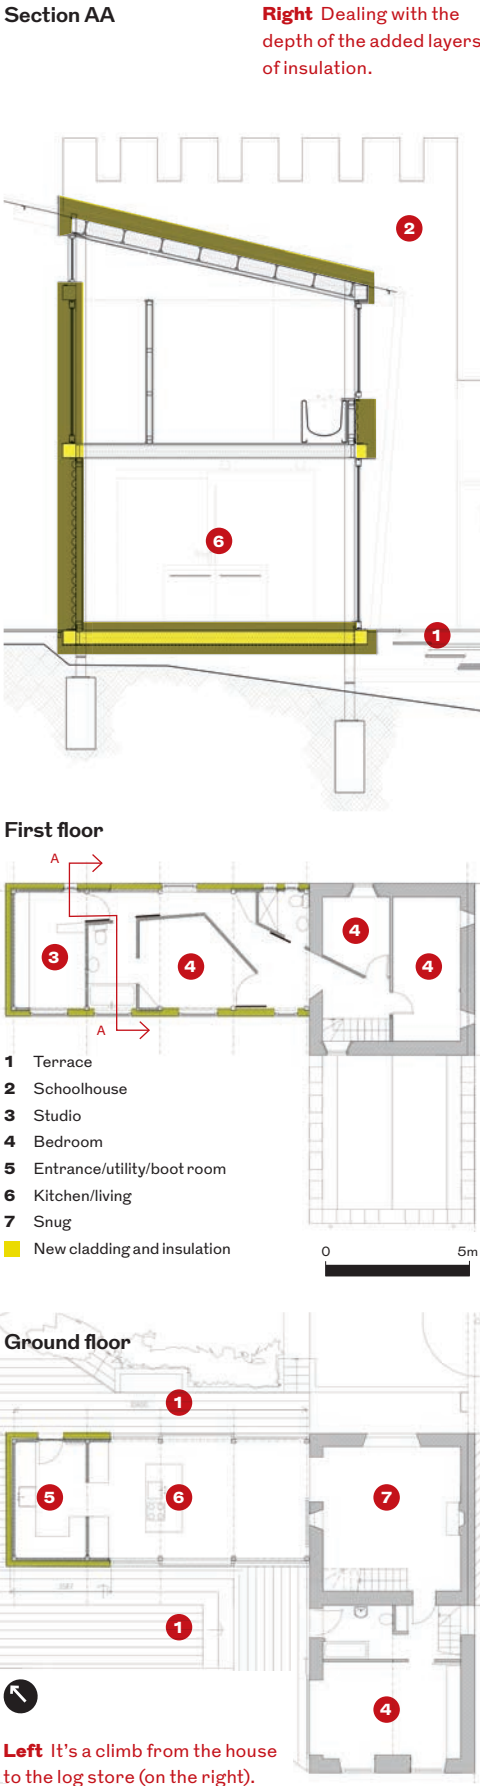 Section AA
Right Dealing with the
depth of the added layers
of insulation.
2
6
1
First floor
A
3
4
4
4
A
1 Terrace
2 Schoolhouse
3 Studio
4 Bedroom
5 Entrance/utility/boot room
6 Kitchen/living
7 Snug
New cladding and insulation
0 5m
Ground floor
1
5
6
7
1
4
Left It's a climb from the house
to the log store (on the right).